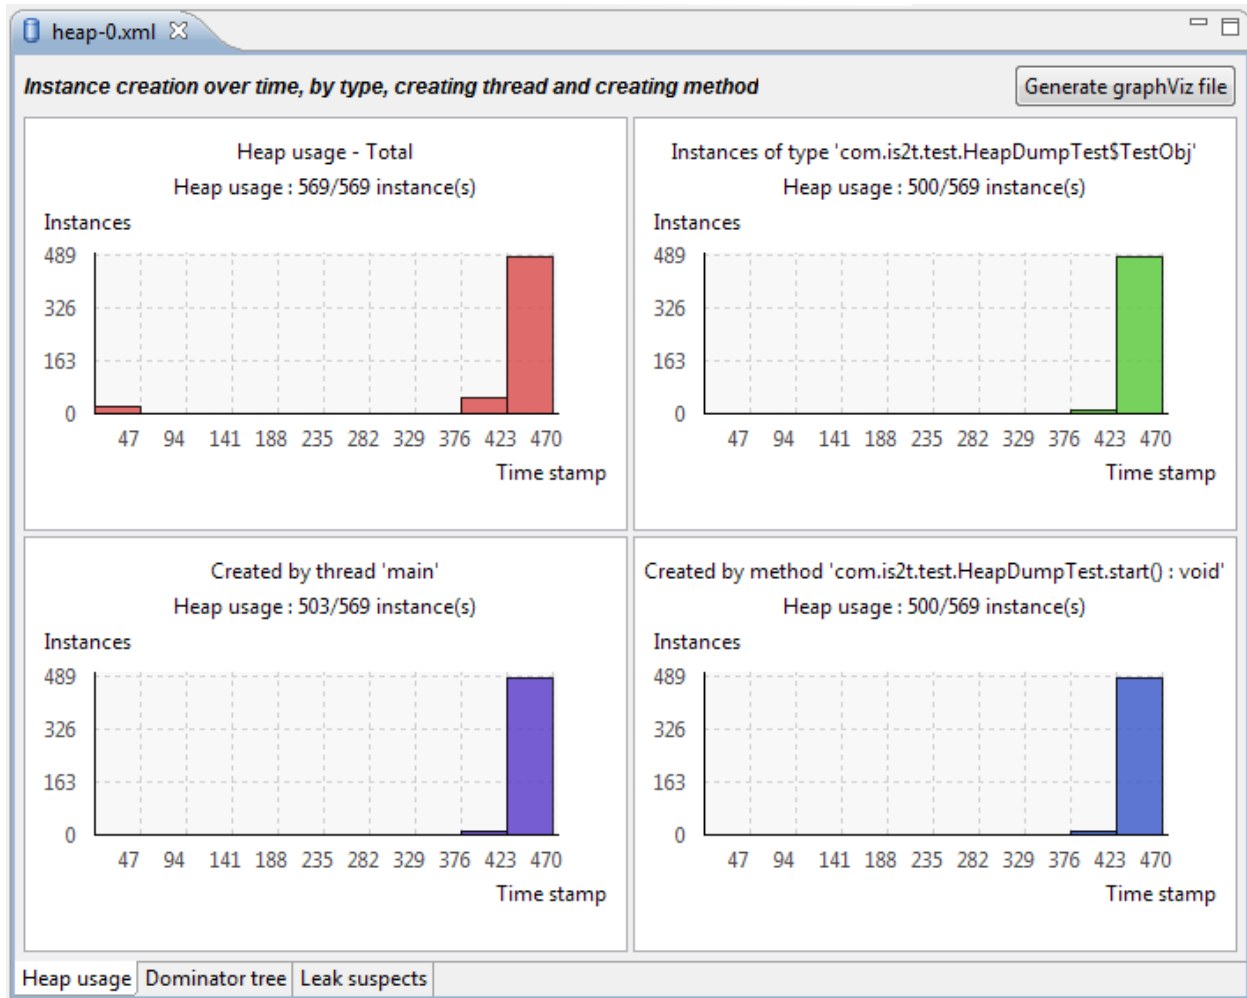 heap-0.xml
Instance creation over time, by type, creating thread and creating method
Generate graphViz file
Heap usage - Total
Heap usage : 569/569 instance(s)
Instances
489
326
163
0
47 94 141 188 235 282 329 376 423 470
Time stamp
Instances of type 'com.is2t.test.HeapDumpTest$TestObj'
Heap usage : 500/569 instance(s)
Instances
489
326
163
0
47 94 141 188 235 282 329 376 423 470
Time stamp
Created by thread 'main'
Heap usage : 503/569 instance(s)
Instances
489
326
163
0
47 94 141 188 235 282 329 376 423 470
Time stamp
Created by method 'com.is2t.test.HeapDumpTest.start() : void'
Heap usage : 500/569 instance(s)
Instances
489
326
163
0
47 94 141 188 235 282 329 376 423 470
Time stamp
Heap usage Dominator tree Leak suspects